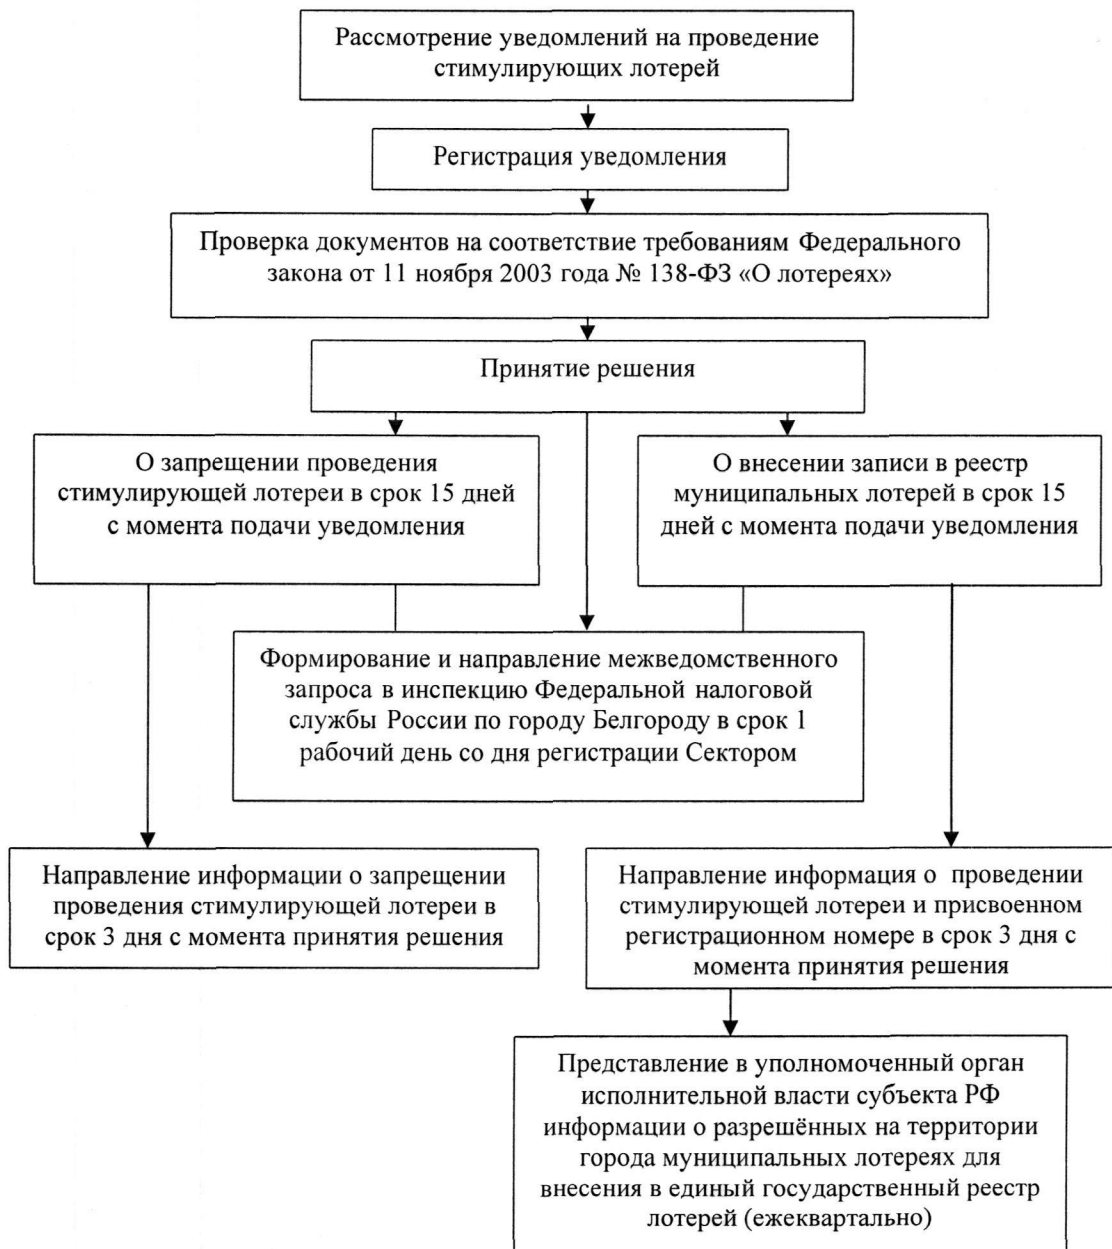 Рассмотрение уведомлений на проведение
стимулирующих лотерей
Регистрация уведомления
Проверка документов на соответствие требованиям Федерального
закона от 11 ноября 2003 года № 138-ФЗ «О лотереях»
Принятие решения
О запрещении проведения
стимулирующей лотереи в срок 15 дней
с момента подачи уведомления
О внесении записи в реестр
муниципальных лотерей в срок 15
дней с момента подачи уведомления
Формирование и направление межведомственного
запроса в инспекцию Федеральной налоговой
службы России по городу Белгороду в срок 1
рабочий день со дня регистрации Сектором
Направление информации о запрещении
проведения стимулирующей лотереи в
срок 3 дня с момента принятия решения
Направление информация о проведении
стимулирующей лотереи и присвоенном
регистрационном номере в срок 3 дня с
момента принятия решения
Представление в уполномоченный орган
исполнительной власти субъекта РФ
информации о разрешённых на территории
города муниципальных лотереях для
внесения в единый государственный реестр
лотерей (ежеквартально)